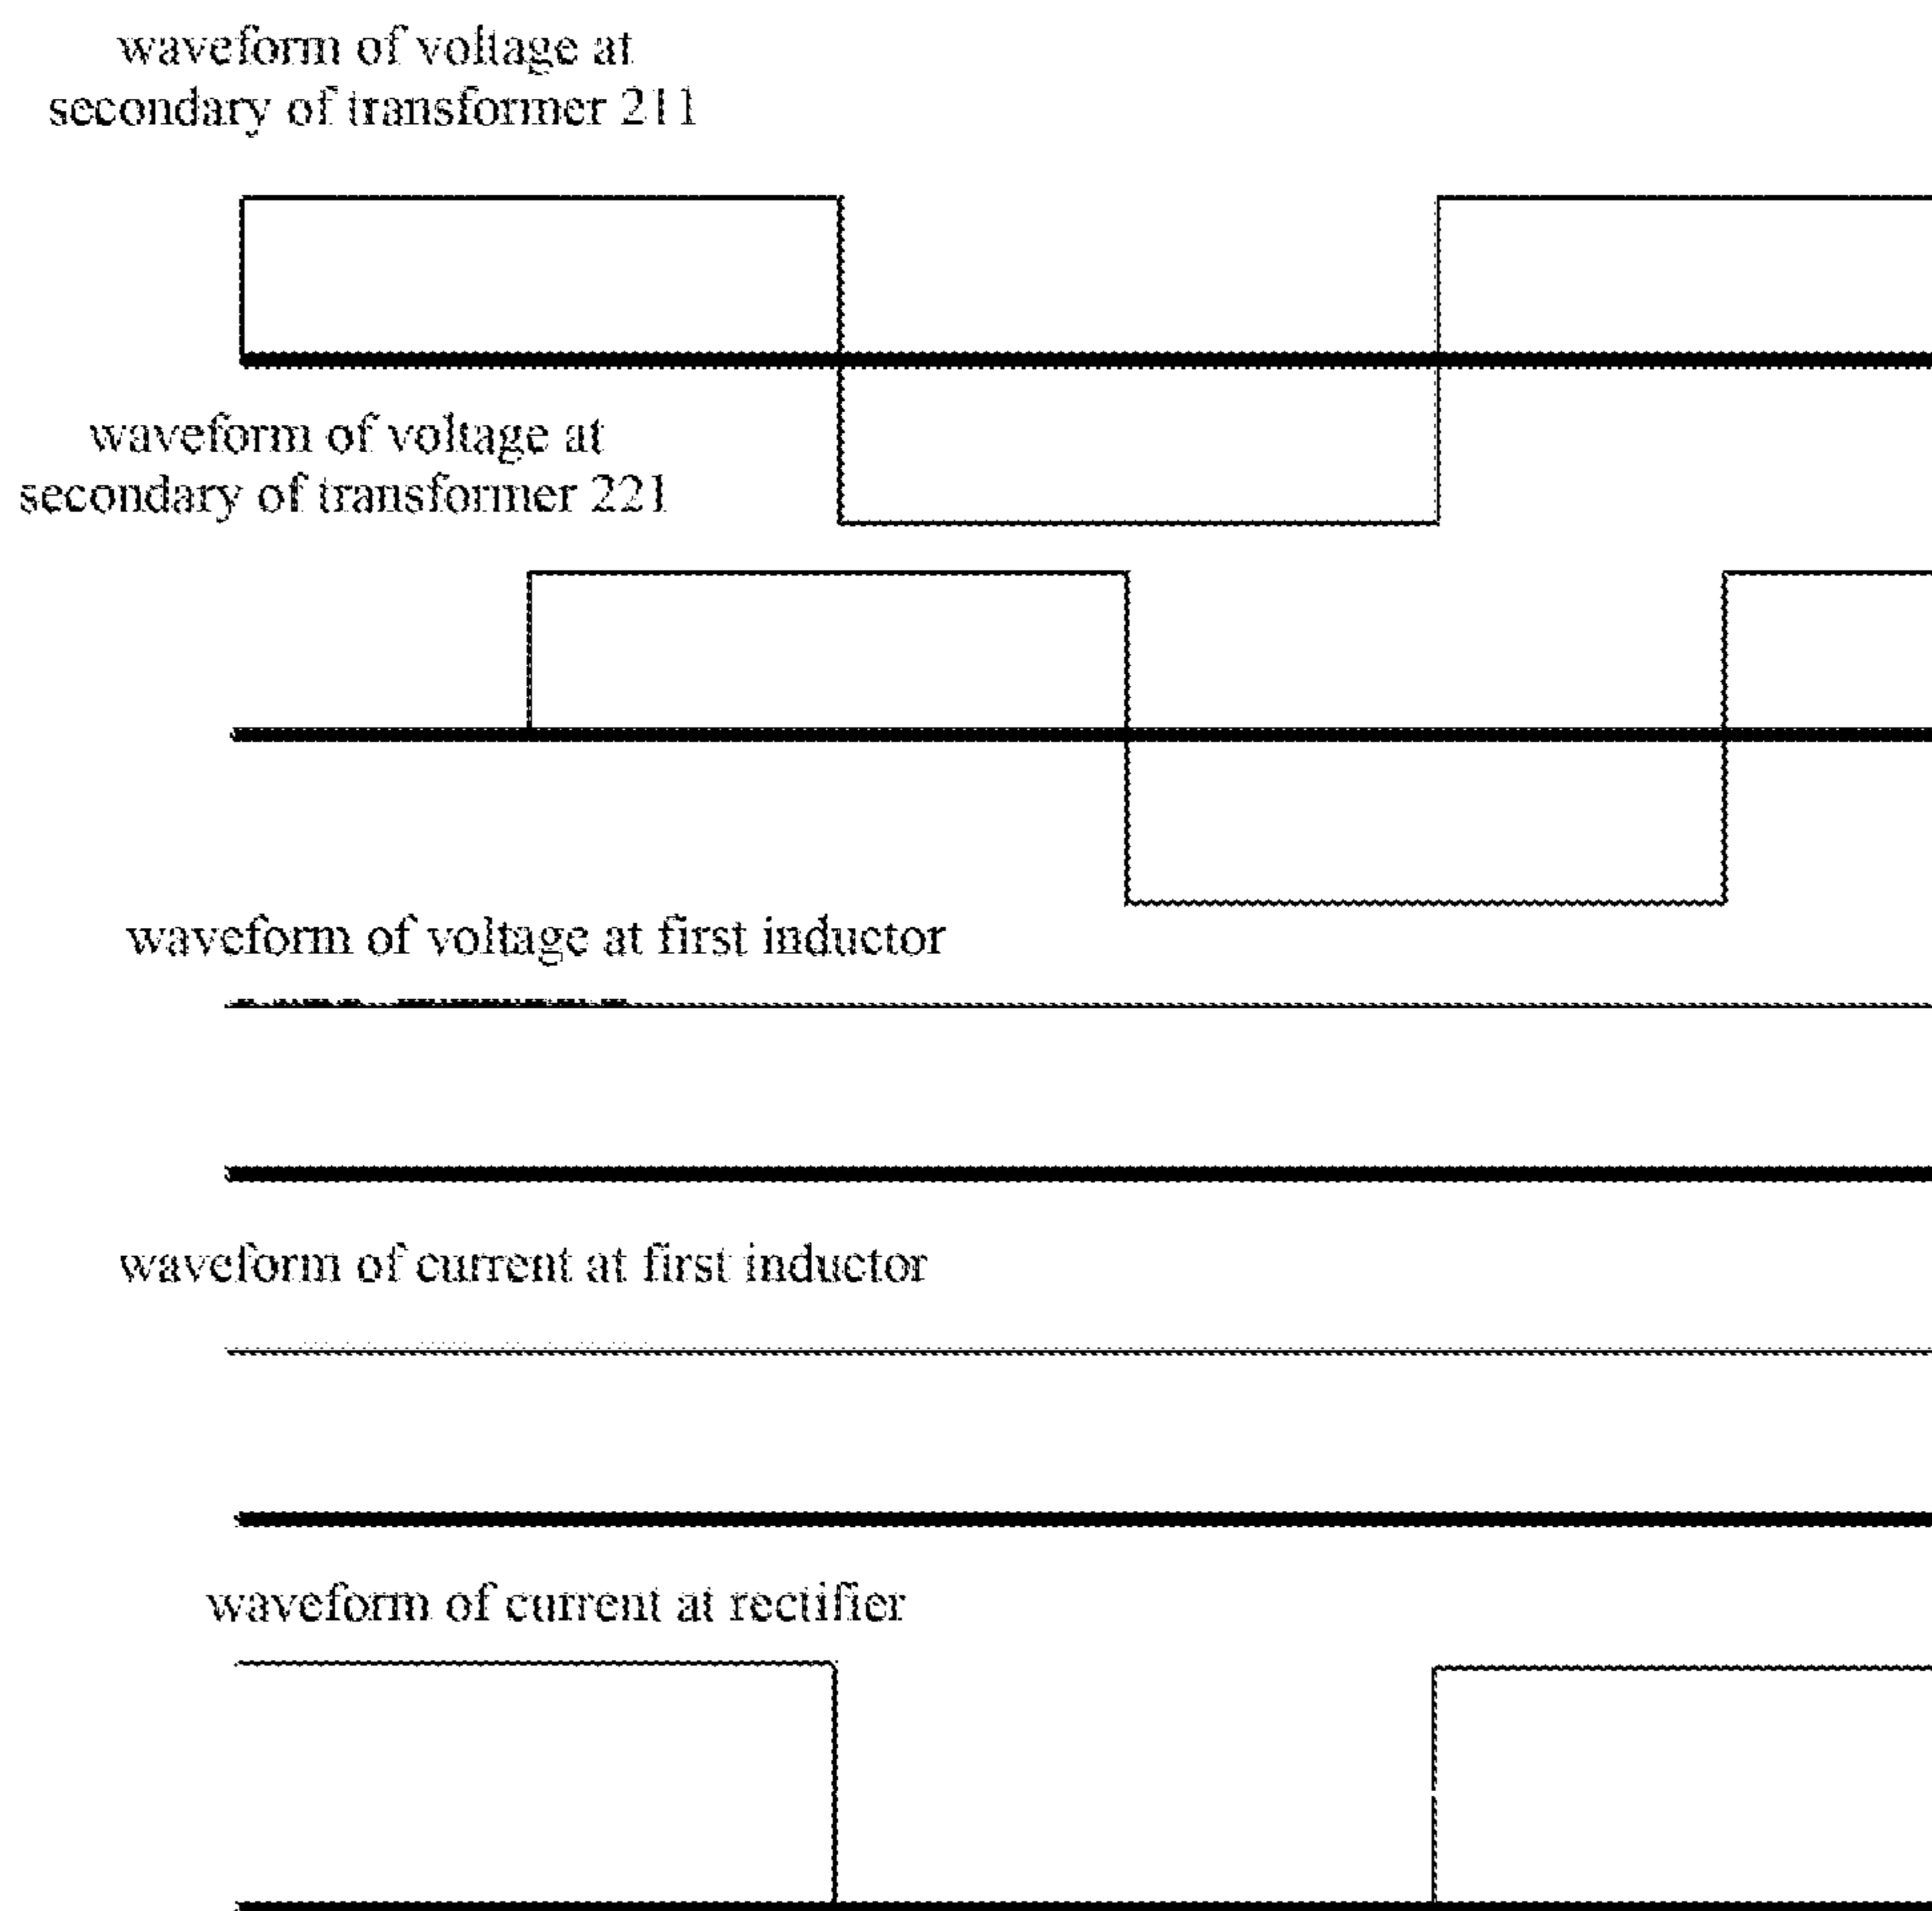 waveform of voltage at
secondary of transformer 211
waveform of voltage at
secondary of transformer 221
waveform of voltage at first inductor
waveform of current at first inductor
waveform of current at rectifier